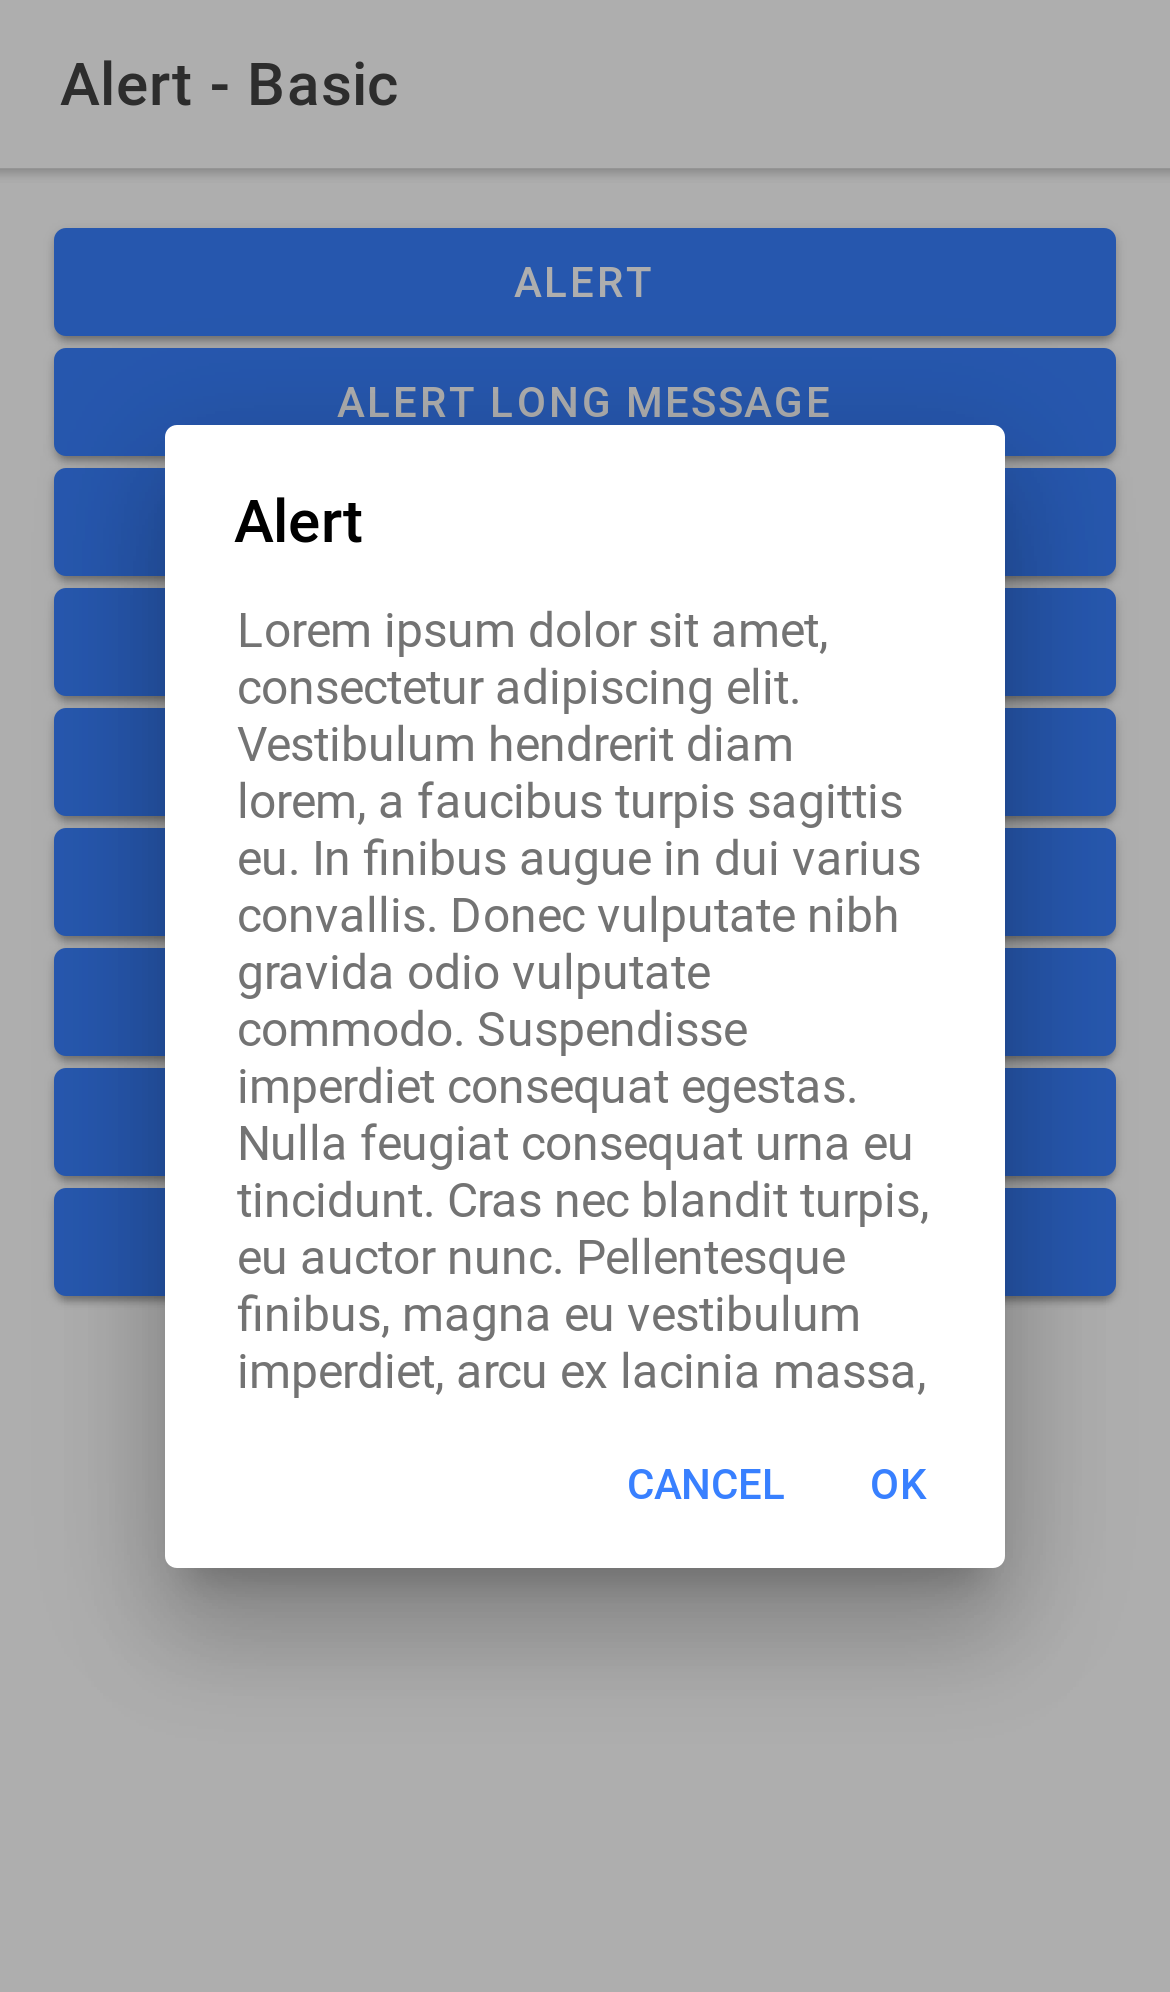 Alert - Basic
ALERT
ALERT LONG MESSAGE
Alert
Lorem ipsum dolor sit amet,
consectetur adipiscing elit.
Vestibulum hendrerit diam
lorem, a faucibus turpis sagittis
eu. In finibus augue in dui varius
convallis. Donec vulputate nibh
gravida odio vulputate
commodo. Suspendisse
imperdiet consequat egestas.
Nulla feugiat consequat urna eu
tincidunt. Cras nec blandit turpis,
eu auctor nunc. Pellentesque
finibus, magna eu vestibulum
imperdiet, arcu ex lacinia massa,
CANCEL OK